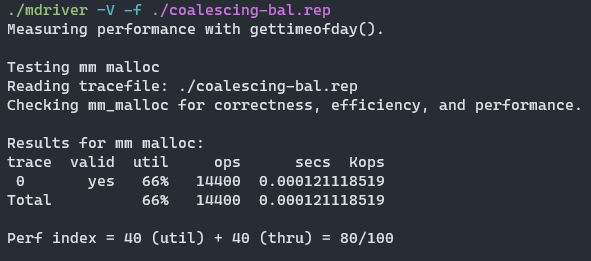 ./mdriver -V -f ./coalescing-bal.rep
Measuring performance with gettimeofday().

Testing mm malloc
Reading tracefile: ./coalescing-bal.rep
Checking mm_malloc for correctness, efficiency, and performance.

Results for mm malloc:
trace  valid  util     ops      secs  Kops
 0       yes   66%   14400  0.000121118519
Total          66%   14400  0.000121118519

Perf index = 40 (util) + 40 (thru) = 80/100